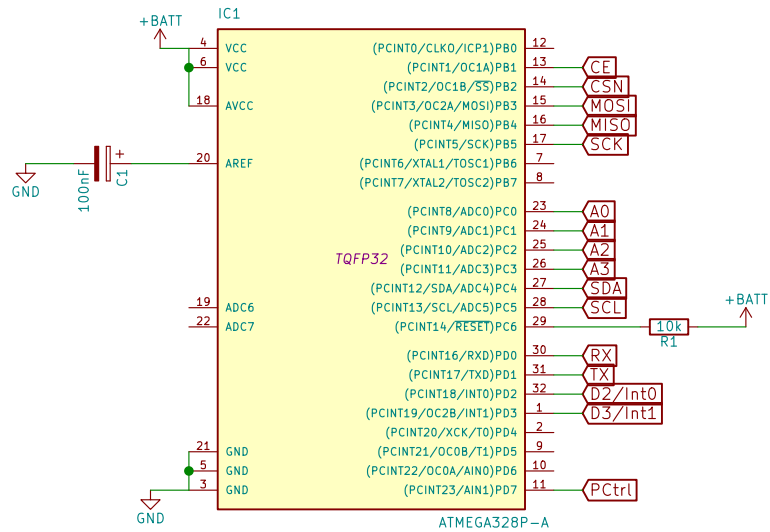 IC1
+BATT
4 VCC (PCINT0/CLKO/ICP1)PB0 12
6 VCC (PCINT1/OC1A)PB1 13 CE
(PCINT2/OC1B/SS)PB2 14 CSN
18 AVCC (PCINT3/OC2A/MOSI)PB3 15 MOSI
(PCINT4/MISO)PB4 16 MISO
(PCINT5/SCK)PB5 17 SCK
GND 100nF + C1 20 AREF (PCINT6/XTAL1/TOSC1)PB6 7
(PCINT7/XTAL2/TOSC2)PB7 8
(PCINT8/ADC0)PC0 23 A0
(PCINT9/ADC1)PC1 24 A1
(PCINT10/ADC2)PC2 25 A2
TQFP32
(PCINT11/ADC3)PC3 26 A3
(PCINT12/SDA/ADC4)PC4 27 SDA
19 ADC6 (PCINT13/SCL/ADC5)PC5 28 SCL
+BATT
22 ADC7 (PCINT14/RESET)PC6 29 10k
R1
(PCINT16/RXD)PD0 30 RX
(PCINT17/TXD)PD1 31 TX
(PCINT18/INT0)PD2 32 D2/Int0
(PCINT19/OC2B/INT1)PD3 1 D3/Int1
(PCINT20/XCK/T0)PD4 2
21 GND (PCINT21/OC0B/T1)PD5 9
5 GND (PCINT22/OC0A/AIN0)PD6 10
3 GND (PCINT23/AIN1)PD7 11 PCtrl
GND
ATMEGA328P-A